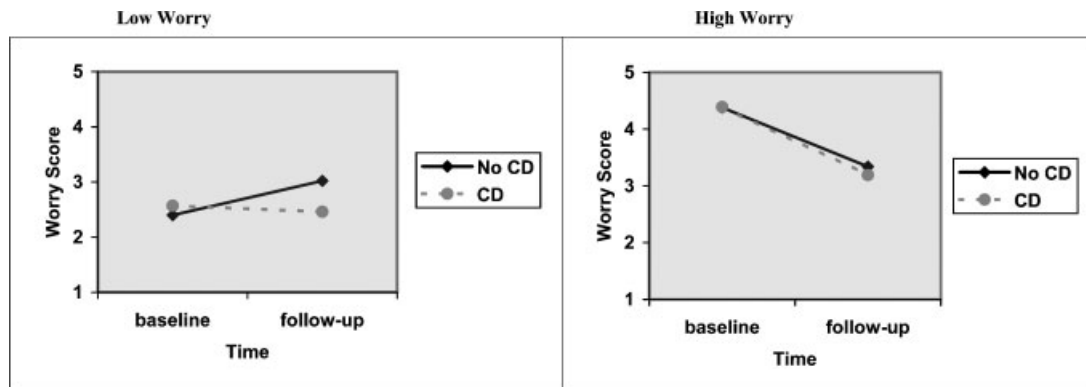 Low Worry
5
4
3
2
1
Worry Score
baseline follow-up
Time
No CD
CD
High Worry
5
4
3
2
1
Worry Score
baseline follow-up
Time
No CD
CD